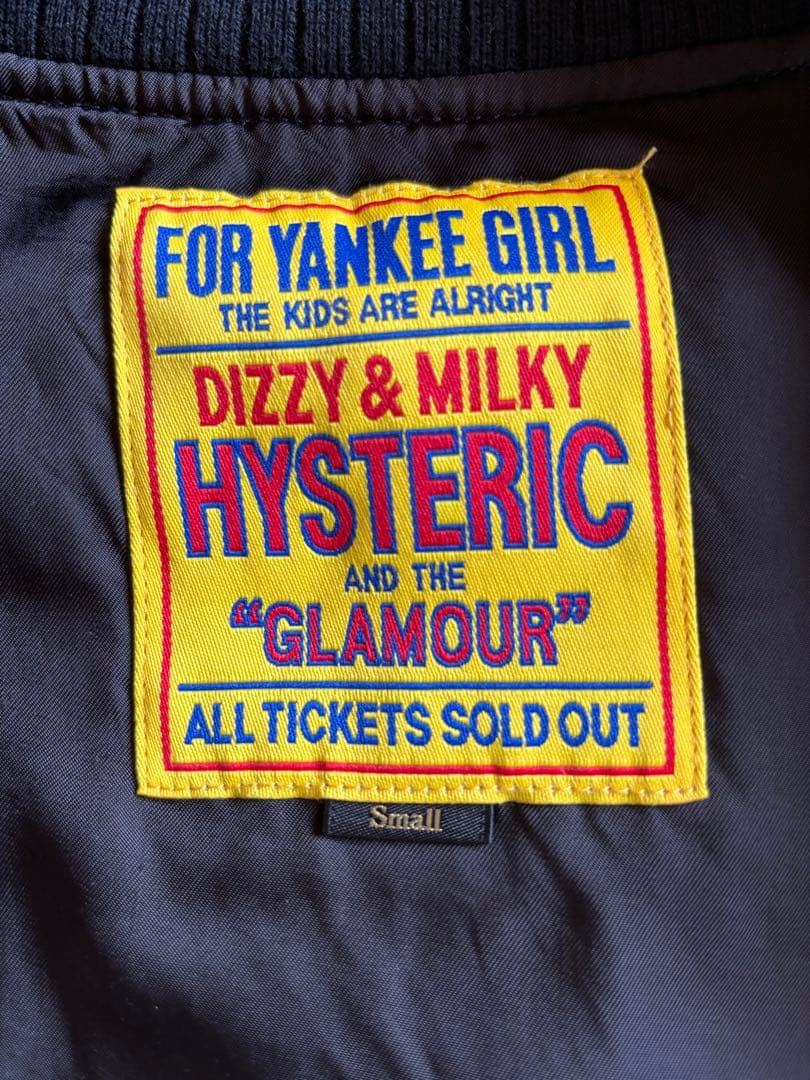 FOR YANKEE GIRL
THE KIDS ARE ALRIGHT
DIZZY & MILKY
HYSTERIC
AND THE
“GLAMOUR”
ALL TICKETS SOLD OUT
Small